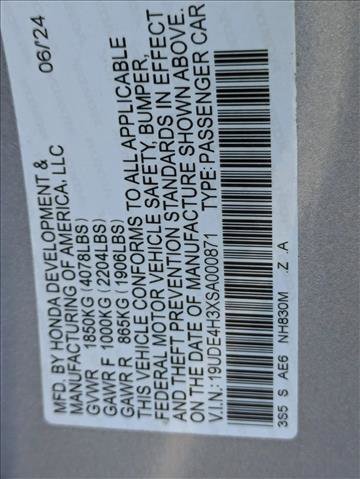 MFD. BY HONDA DEVELOPMENT & 06/'24
MANUFACTURING OF AMERICA, LLC
GVWR 1850KG (4078LBS)
GAWR F 1000KG (2204LBS)
GAWR R 865KG (1906LBS)
THIS VEHICLE CONFORMS TO ALL APPLICABLE
FEDERAL MOTOR VEHICLE SAFETY, BUMPER,
AND THEFT PREVENTION STANDARDS IN EFFECT
ON THE DATE OF MANUFACTURE SHOWN ABOVE.
V.I.N.: 19UDE4H3XSA000871 TYPE: PASSENGER CAR
3S5 S AE6 NH830M Z A